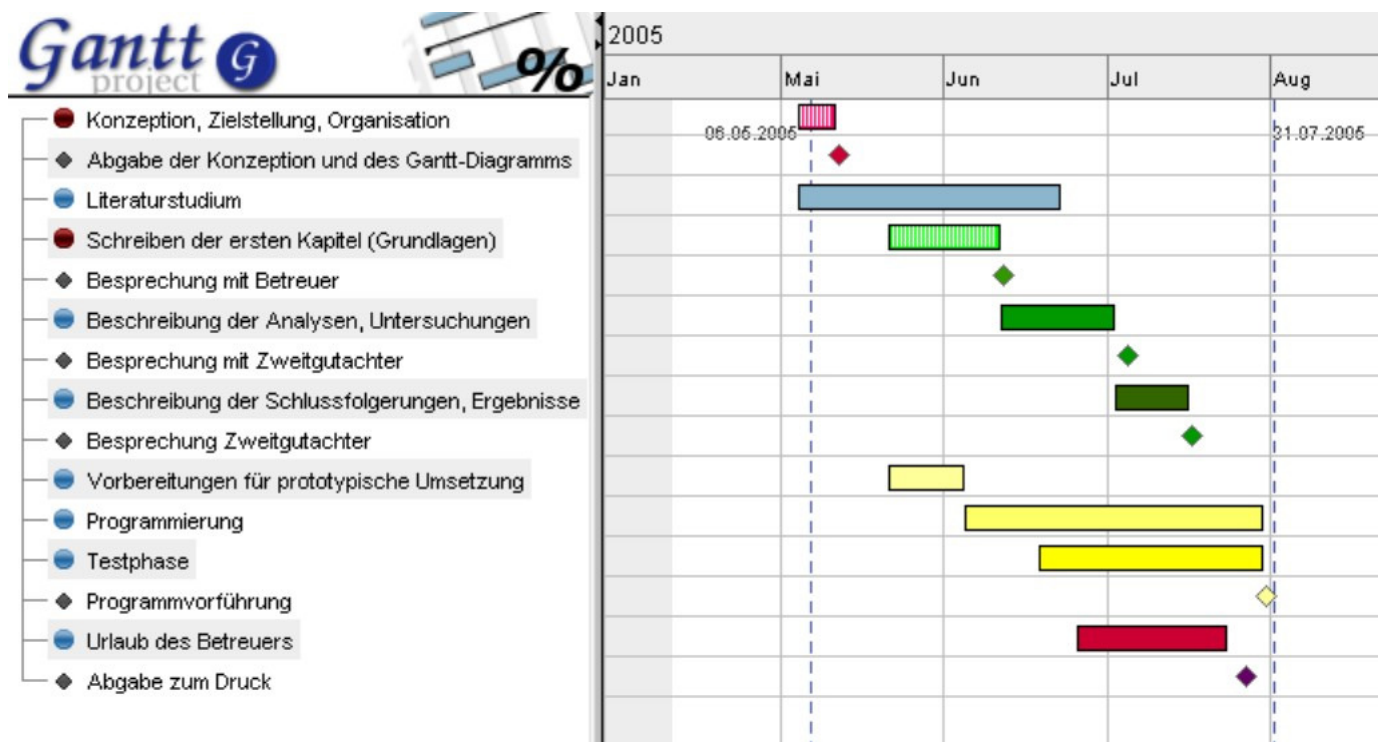 Gantt
project
G
%
2005
Jan
Mai
Jun
Jul
Aug
06.05.2005
31.07.2005
Konzeption, Zielstellung, Organisation
Abgabe der Konzeption und des Gantt-Diagramms
Literaturstudium
Schreiben der ersten Kapitel (Grundlagen)
Besprechung mit Betreuer
Beschreibung der Analysen, Untersuchungen
Besprechung mit Zweitgutachter
Beschreibung der Schlussfolgerungen, Ergebnisse
Besprechung Zweitgutachter
Vorbereitungen für prototypische Umsetzung
Programmierung
Testphase
Programmvorführung
Urlaub des Betreuers
Abgabe zum Druck